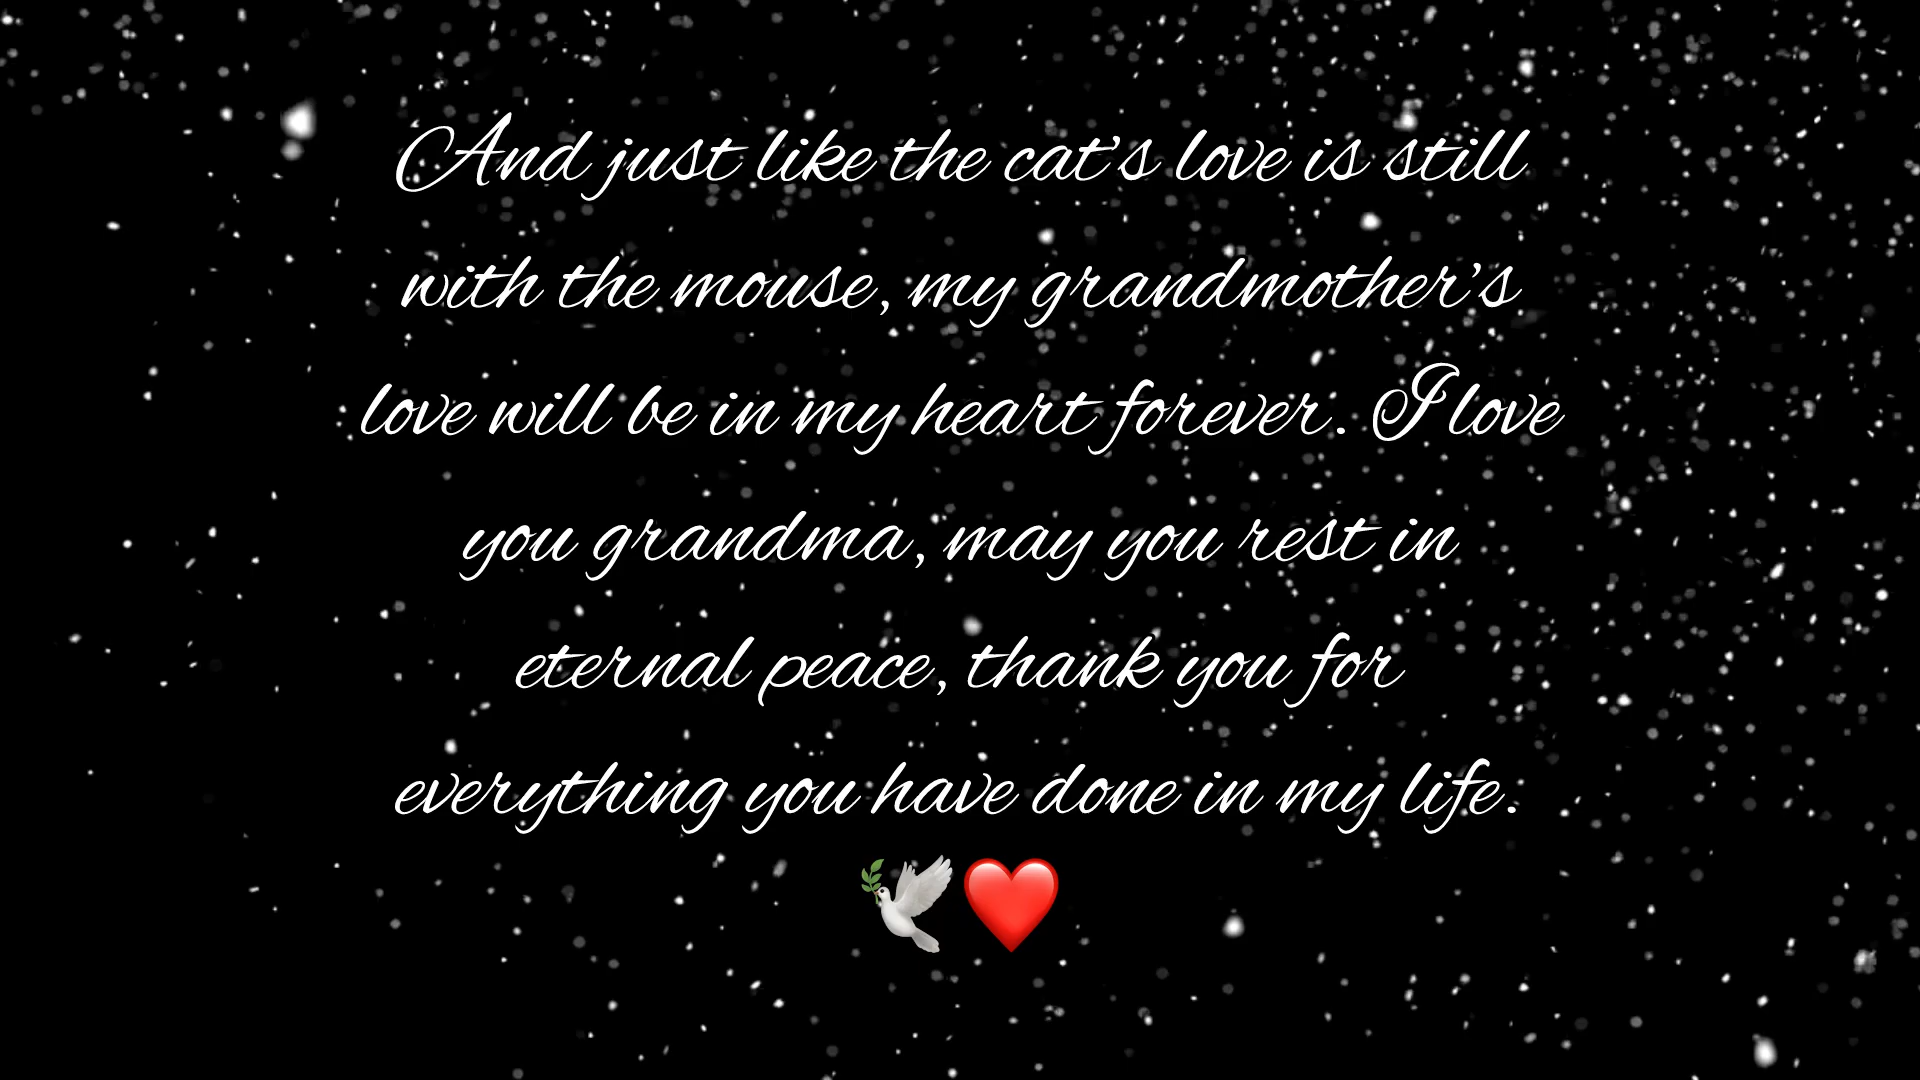 And just like the cat's love is still
with the mouse, my grandmother's
love will be in my heart forever. I love
you grandma, may you rest in
eternal peace, thank you for
everything you have done in my life.
🕊️❤️